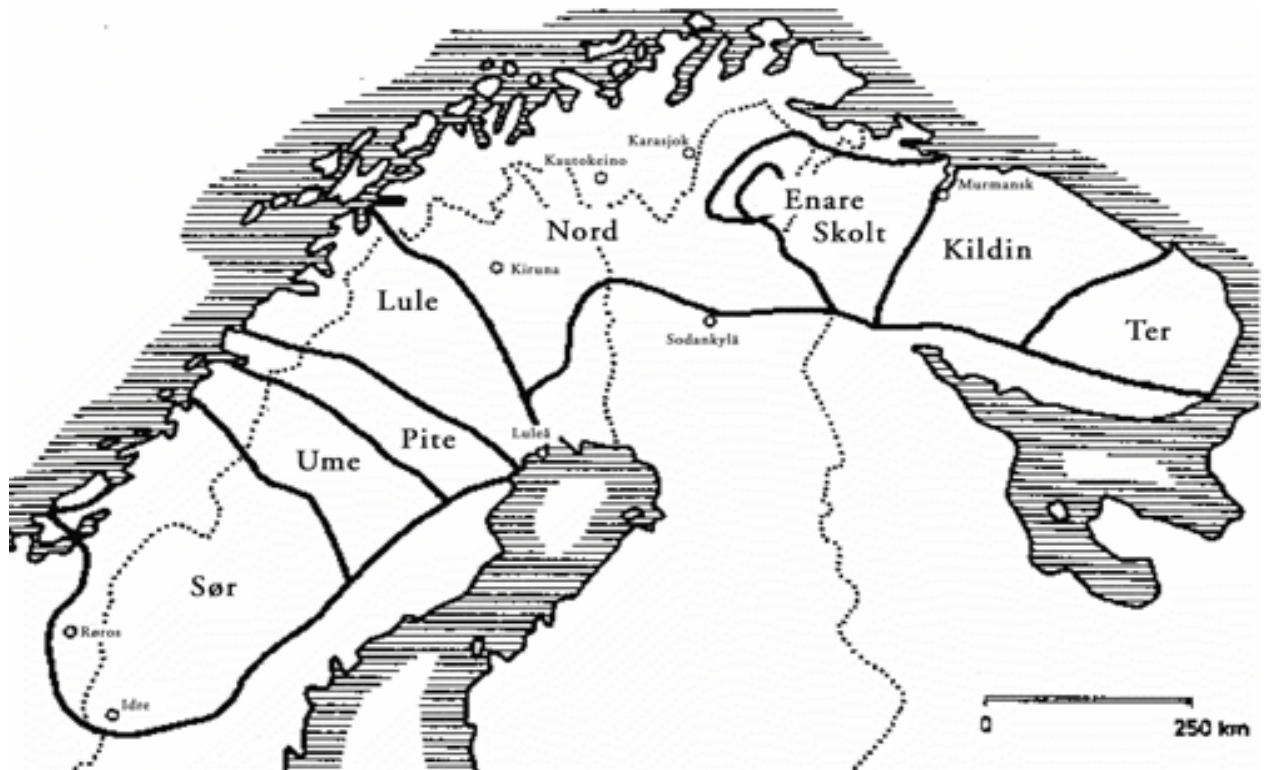 Karasjok
Kautokeino
Murmansk
Enare
Skolt
Nord
Kildin
Kiruna
Lule
Ter
Sodankylä
Luleå
Pite
Ume
Sør
Røros
Idre
0 250 km